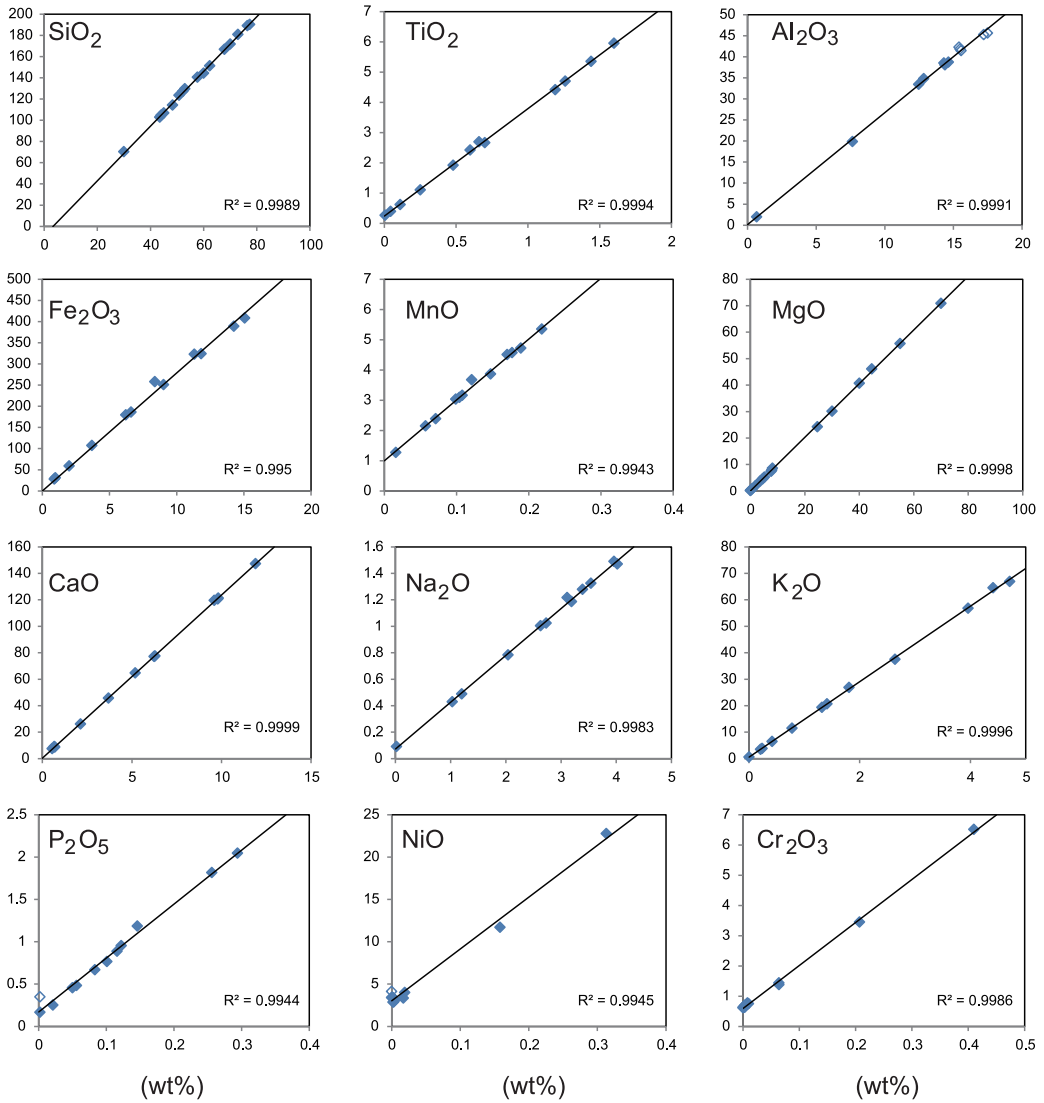 SiO2
200
180
160
140
120
100
80
60
40
20
0
0 20 40 60 80 100
R² = 0.9989
TiO2
7
6
5
4
3
2
1
0
0 0.5 1 1.5 2
R² = 0.9994
Al2O3
50
45
40
35
30
25
20
15
10
5
0
0 5 10 15 20
R² = 0.9991
Fe2O3
500
450
400
350
300
250
200
150
100
50
0
0 5 10 15 20
R² = 0.995
MnO
7
6
5
4
3
2
1
0
0 0.1 0.2 0.3 0.4
R² = 0.9943
MgO
80
70
60
50
40
30
20
10
0
0 20 40 60 80 100
R² = 0.9998
CaO
160
140
120
100
80
60
40
20
0
0 5 10 15
R² = 0.9999
Na2O
1.6
1.4
1.2
1
0.8
0.6
0.4
0.2
0
0 1 2 3 4 5
R² = 0.9983
K2O
80
70
60
50
40
30
20
10
0
0 2 4 5
R² = 0.9996
P2O5
2.5
2
1.5
1
0.5
0
0 0.1 0.2 0.3 0.4
R² = 0.9944
(wt%)
NiO
25
20
15
10
5
0
0 0.1 0.2 0.3 0.4
R² = 0.9945
(wt%)
Cr2O3
7
6
5
4
3
2
1
0
0 0.1 0.2 0.3 0.4 0.5
R² = 0.9986
(wt%)